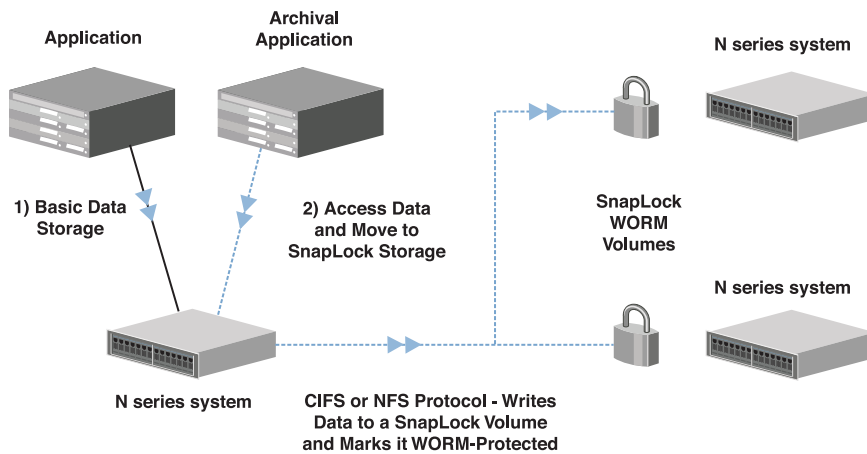 Application
Archival
Application
N series system
1) Basic Data
Storage
2) Access Data
and Move to
SnapLock Storage
SnapLock
WORM
Volumes
N series system
N series system
CIFS or NFS Protocol - Writes
Data to a SnapLock Volume
and Marks it WORM-Protected